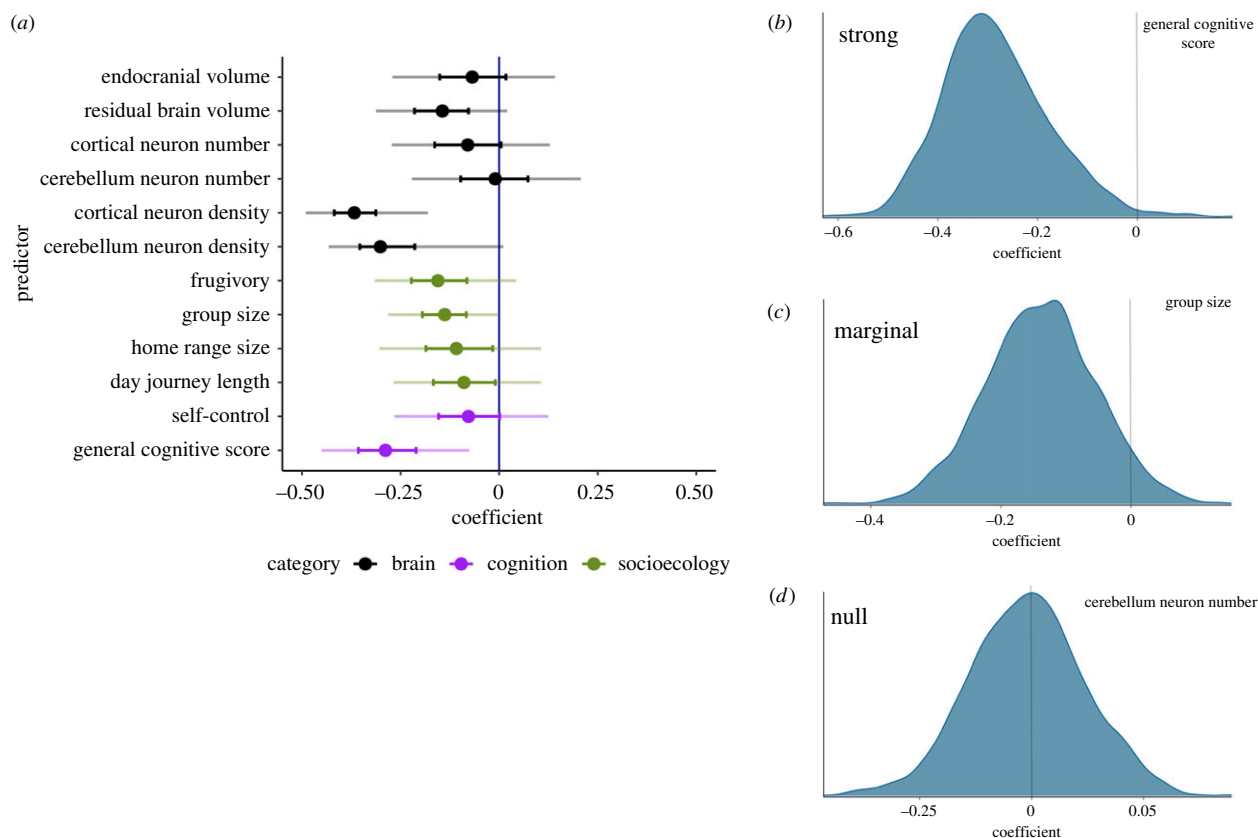 (a)
predictor
endocranial volume
residual brain volume
cortical neuron number
cerebellum neuron number
cortical neuron density
cerebellum neuron density
frugivory
group size
home range size
day journey length
self-control
general cognitive score
–0.50 –0.25 0 0.25 0.50
coefficient
category brain cognition socioecology
(b)
strong
general cognitive
score
–0.6 –0.4 –0.2 0
coefficient
(c)
marginal
group size
–0.4 –0.2 0
coefficient
(d)
null
cerebellum neuron number
–0.25 0 0.05
coefficient